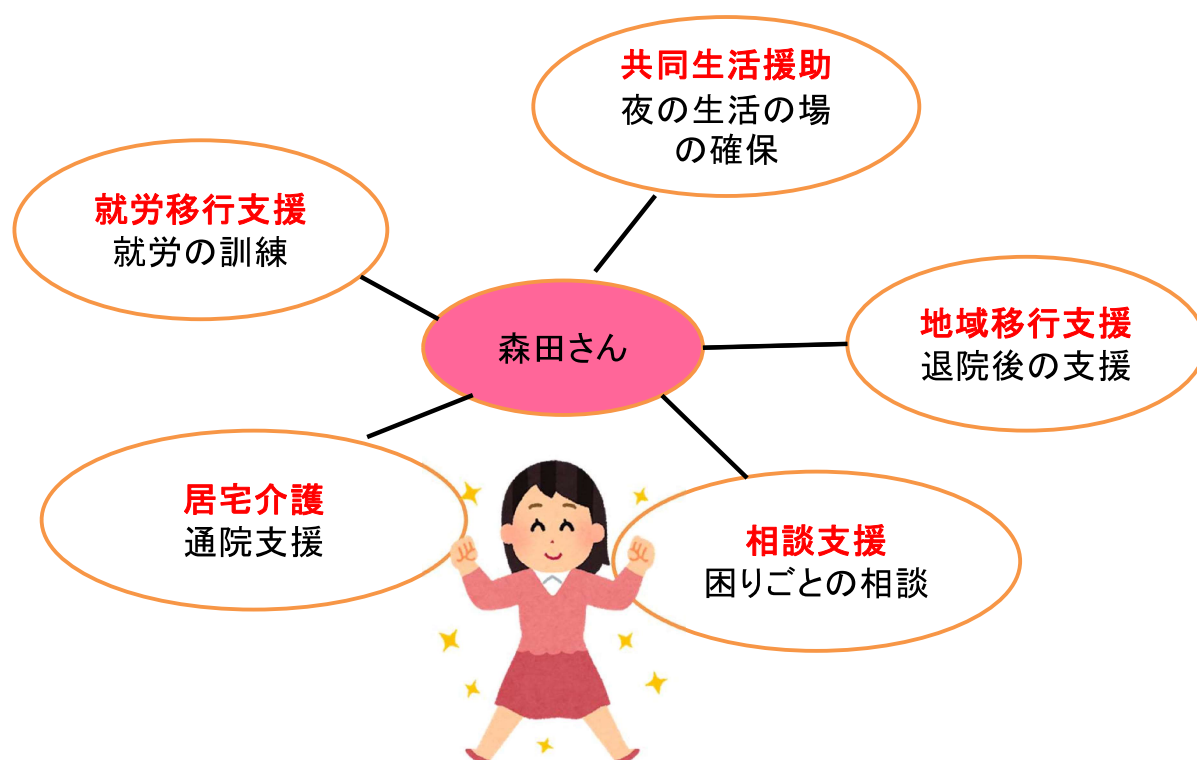 共同生活援助
夜の生活の場
の確保
就労移行支援
就労の訓練
森田さん
地域移行支援
退院後の支援
居宅介護
通院支援
相談支援
困りごとの相談